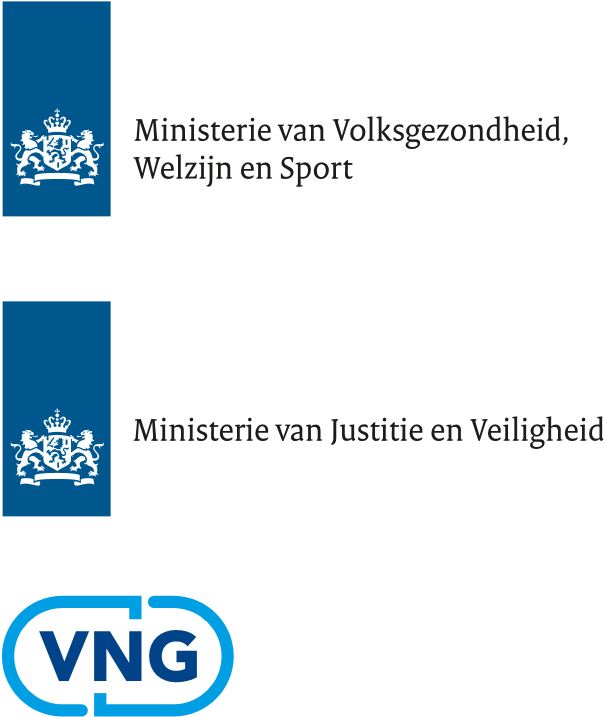 Ministerie van Volksgezondheid,
Welzijn en Sport
Ministerie van Justitie en Veiligheid
VNG